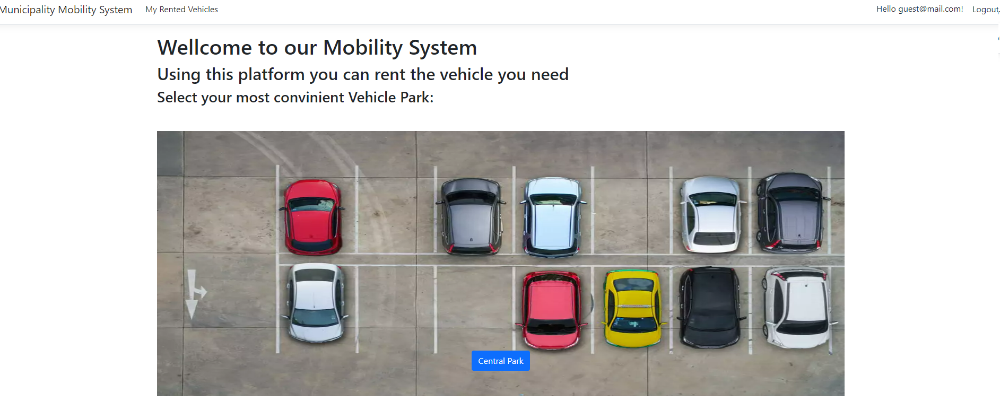 Municipality Mobility System My Rented Vehicles Hello guest@mail.com! Logout
Wellcome to our Mobility System
Using this platform you can rent the vehicle you need
Select your most convinient Vehicle Park:
Central Park